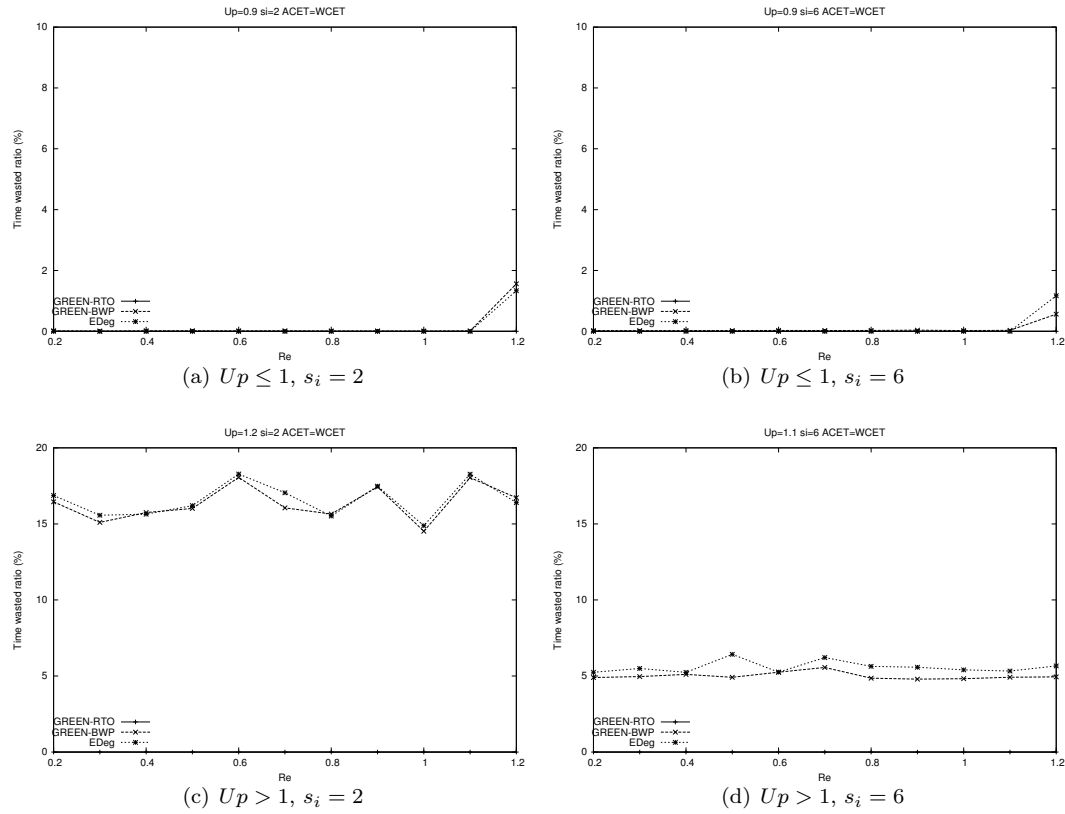 Up=0.9 si=2 ACET=WCET
10
8
6
4
2
0
Time wasted ratio (%)
GREEN-RTO
GREEN-BWP
EDeg
0.2 0.4 0.6 0.8 1 1.2
Re
(a) Up ≤ 1, s_i = 2
Up=0.9 si=6 ACET=WCET
10
8
6
4
2
0
Time wasted ratio (%)
GREEN-RTO
GREEN-BWP
EDeg
0.2 0.4 0.6 0.8 1 1.2
Re
(b) Up ≤ 1, s_i = 6
Up=1.2 si=2 ACET=WCET
20
15
10
5
0
Time wasted ratio (%)
GREEN-RTO
GREEN-BWP
EDeg
0.2 0.4 0.6 0.8 1 1.2
Re
(c) Up > 1, s_i = 2
Up=1.1 si=6 ACET=WCET
20
15
10
5
0
Time wasted ratio (%)
GREEN-RTO
GREEN-BWP
EDeg
0.2 0.4 0.6 0.8 1 1.2
Re
(d) Up > 1, s_i = 6